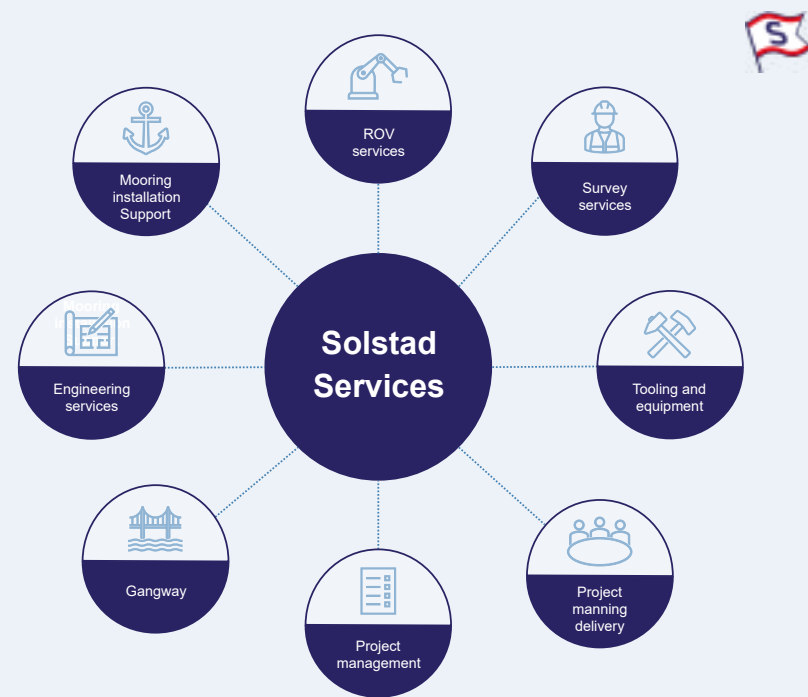 S
ROV
services
Mooring
installation
Support
Survey
services
Mooring
Solstad
Services
Engineering
services
Tooling and
equipment
Gangway
Project
manning
delivery
Project
management